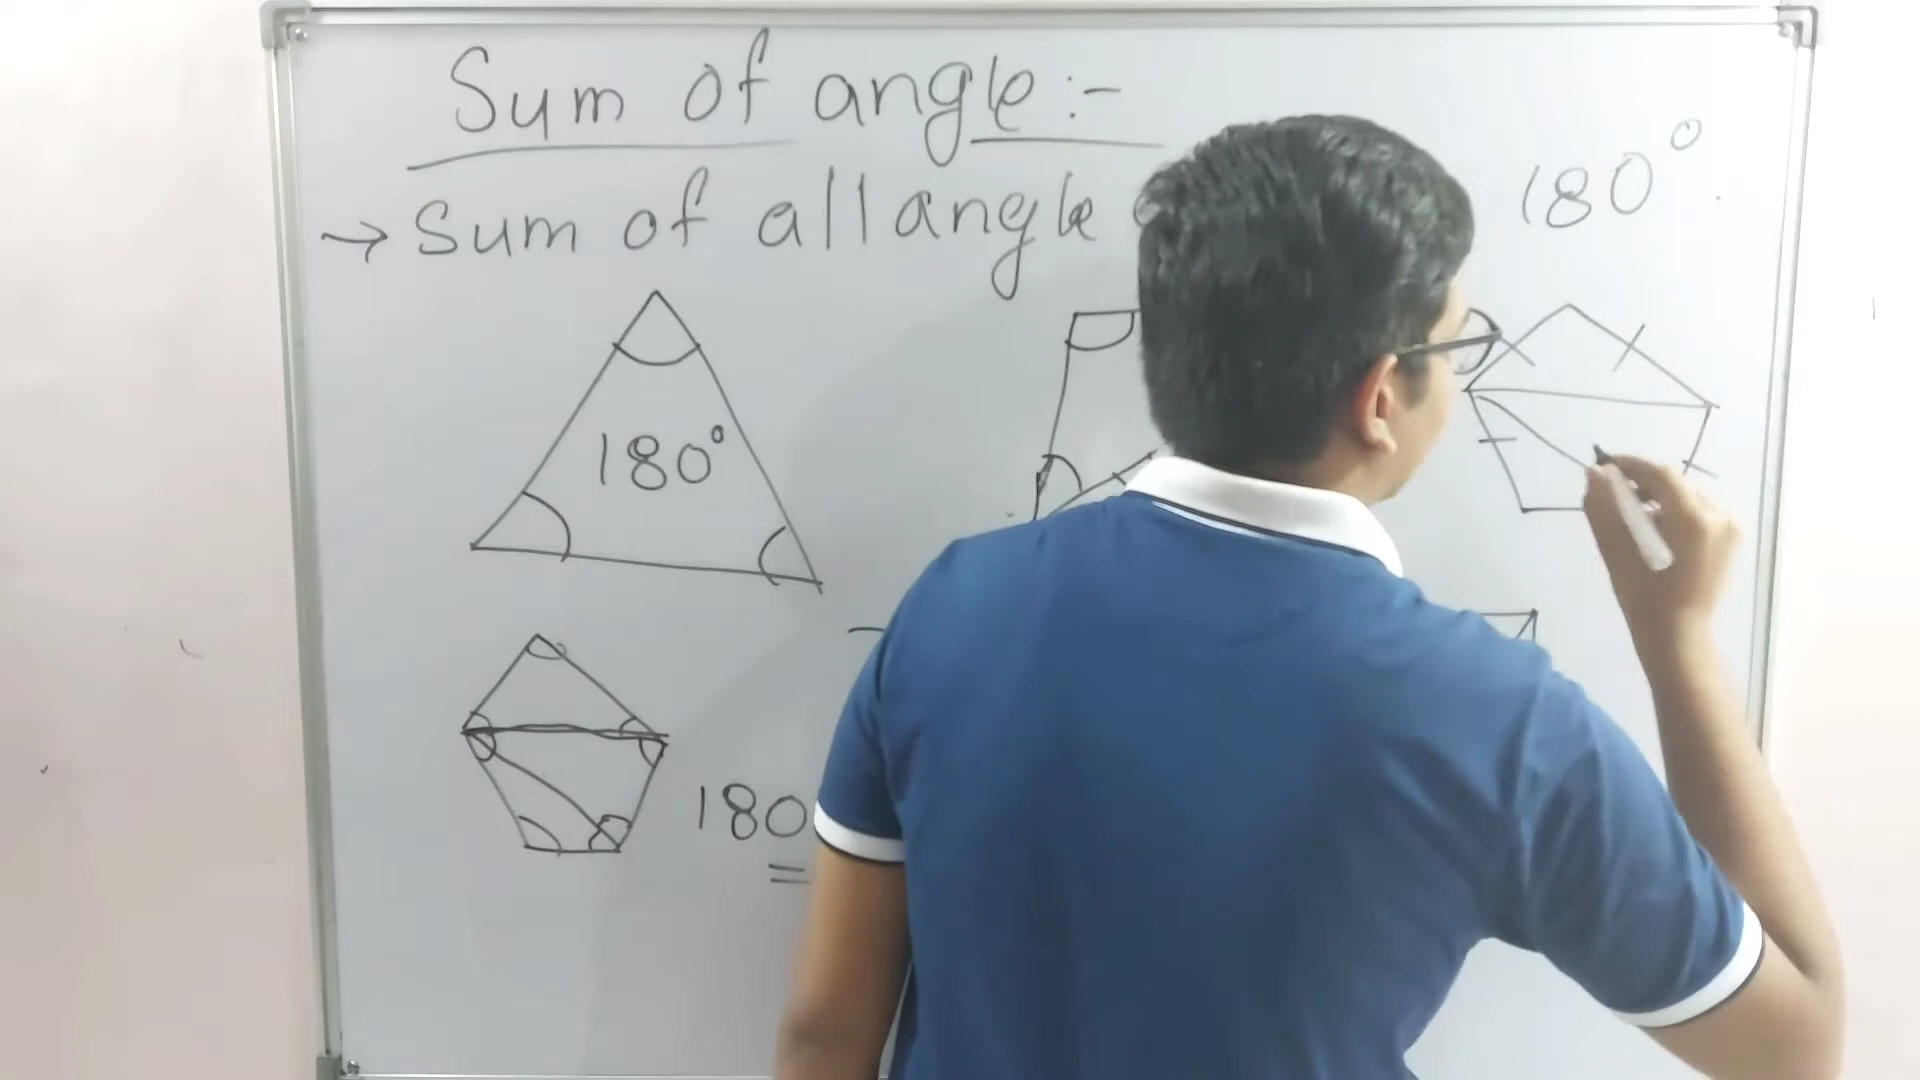 Sum of angle :-
→ Sum of all angle 180° .
180°
180
=